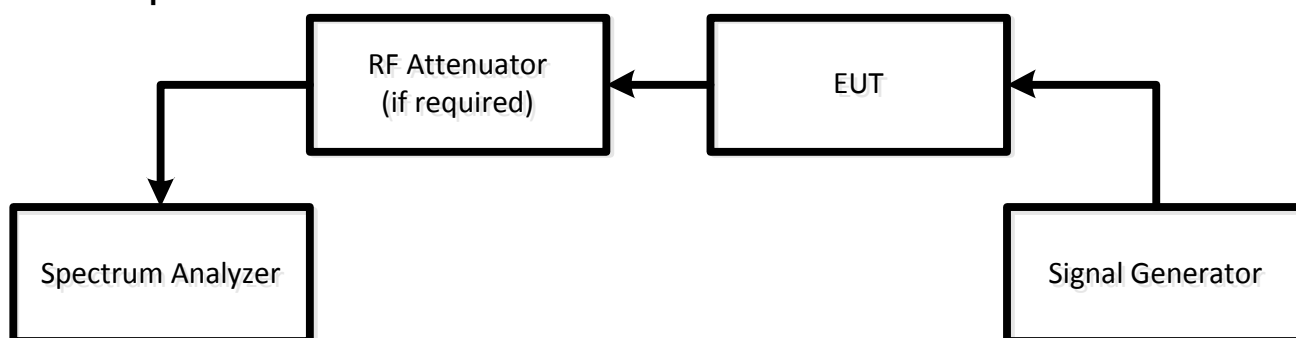 RF Attenuator
(if required)
EUT
Spectrum Analyzer
Signal Generator